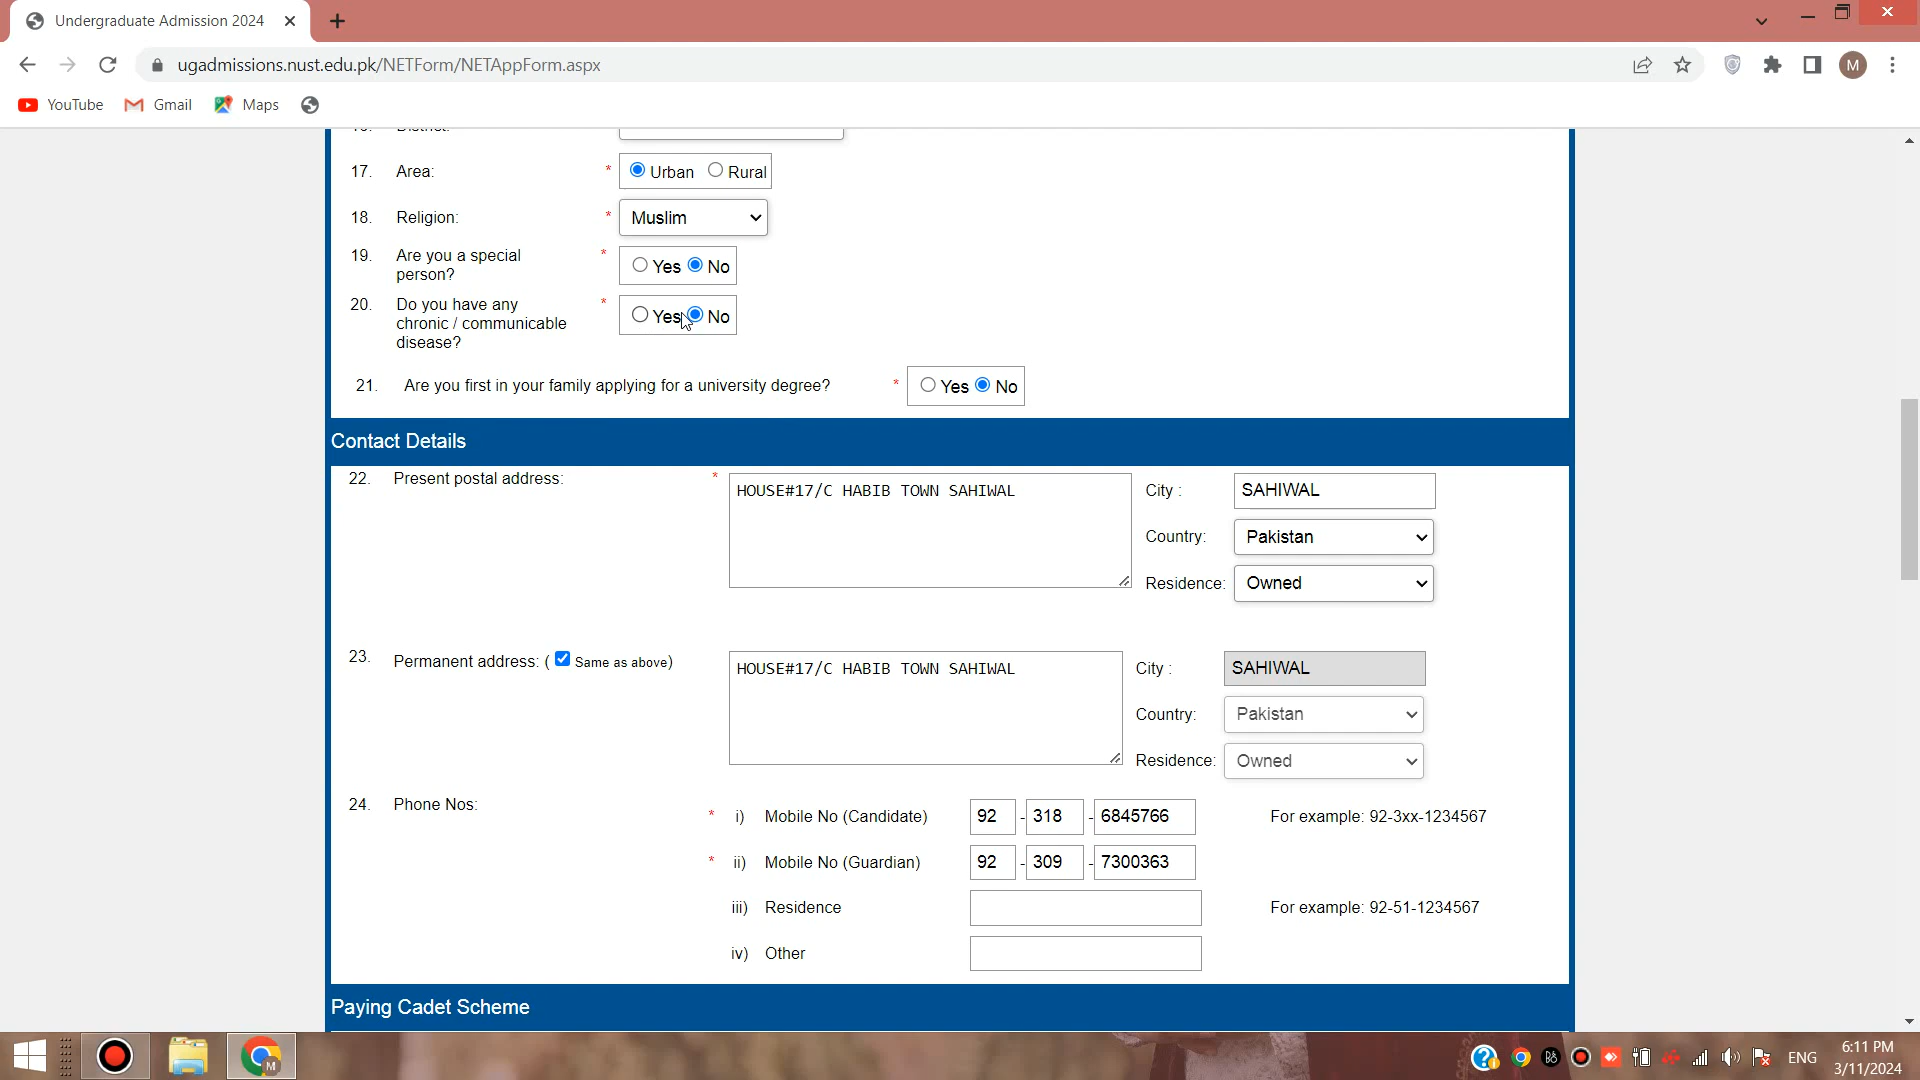 Undergraduate Admission 2024
ugadmissions.nust.edu.pk/NETForm/NETAppForm.aspx
M
YouTube
Gmail
Maps
17. Area: * Urban Rural
18. Religion: * Muslim
19. Are you a special person? * Yes No
20. Do you have any chronic / communicable disease? * Yes No
21. Are you first in your family applying for a university degree? * Yes No
Contact Details
22. Present postal address: * HOUSE#17/C HABIB TOWN SAHIWAL City : SAHIWAL
Country: Pakistan
Residence: Owned
23. Permanent address: ( Same as above) HOUSE#17/C HABIB TOWN SAHIWAL City : SAHIWAL
Country: Pakistan
Residence: Owned
24. Phone Nos: * i) Mobile No (Candidate) 92 - 318 - 6845766 For example: 92-3xx-1234567
* ii) Mobile No (Guardian) 92 - 309 - 7300363
iii) Residence For example: 92-51-1234567
iv) Other
Paying Cadet Scheme
M
ENG
6:11 PM
3/11/2024